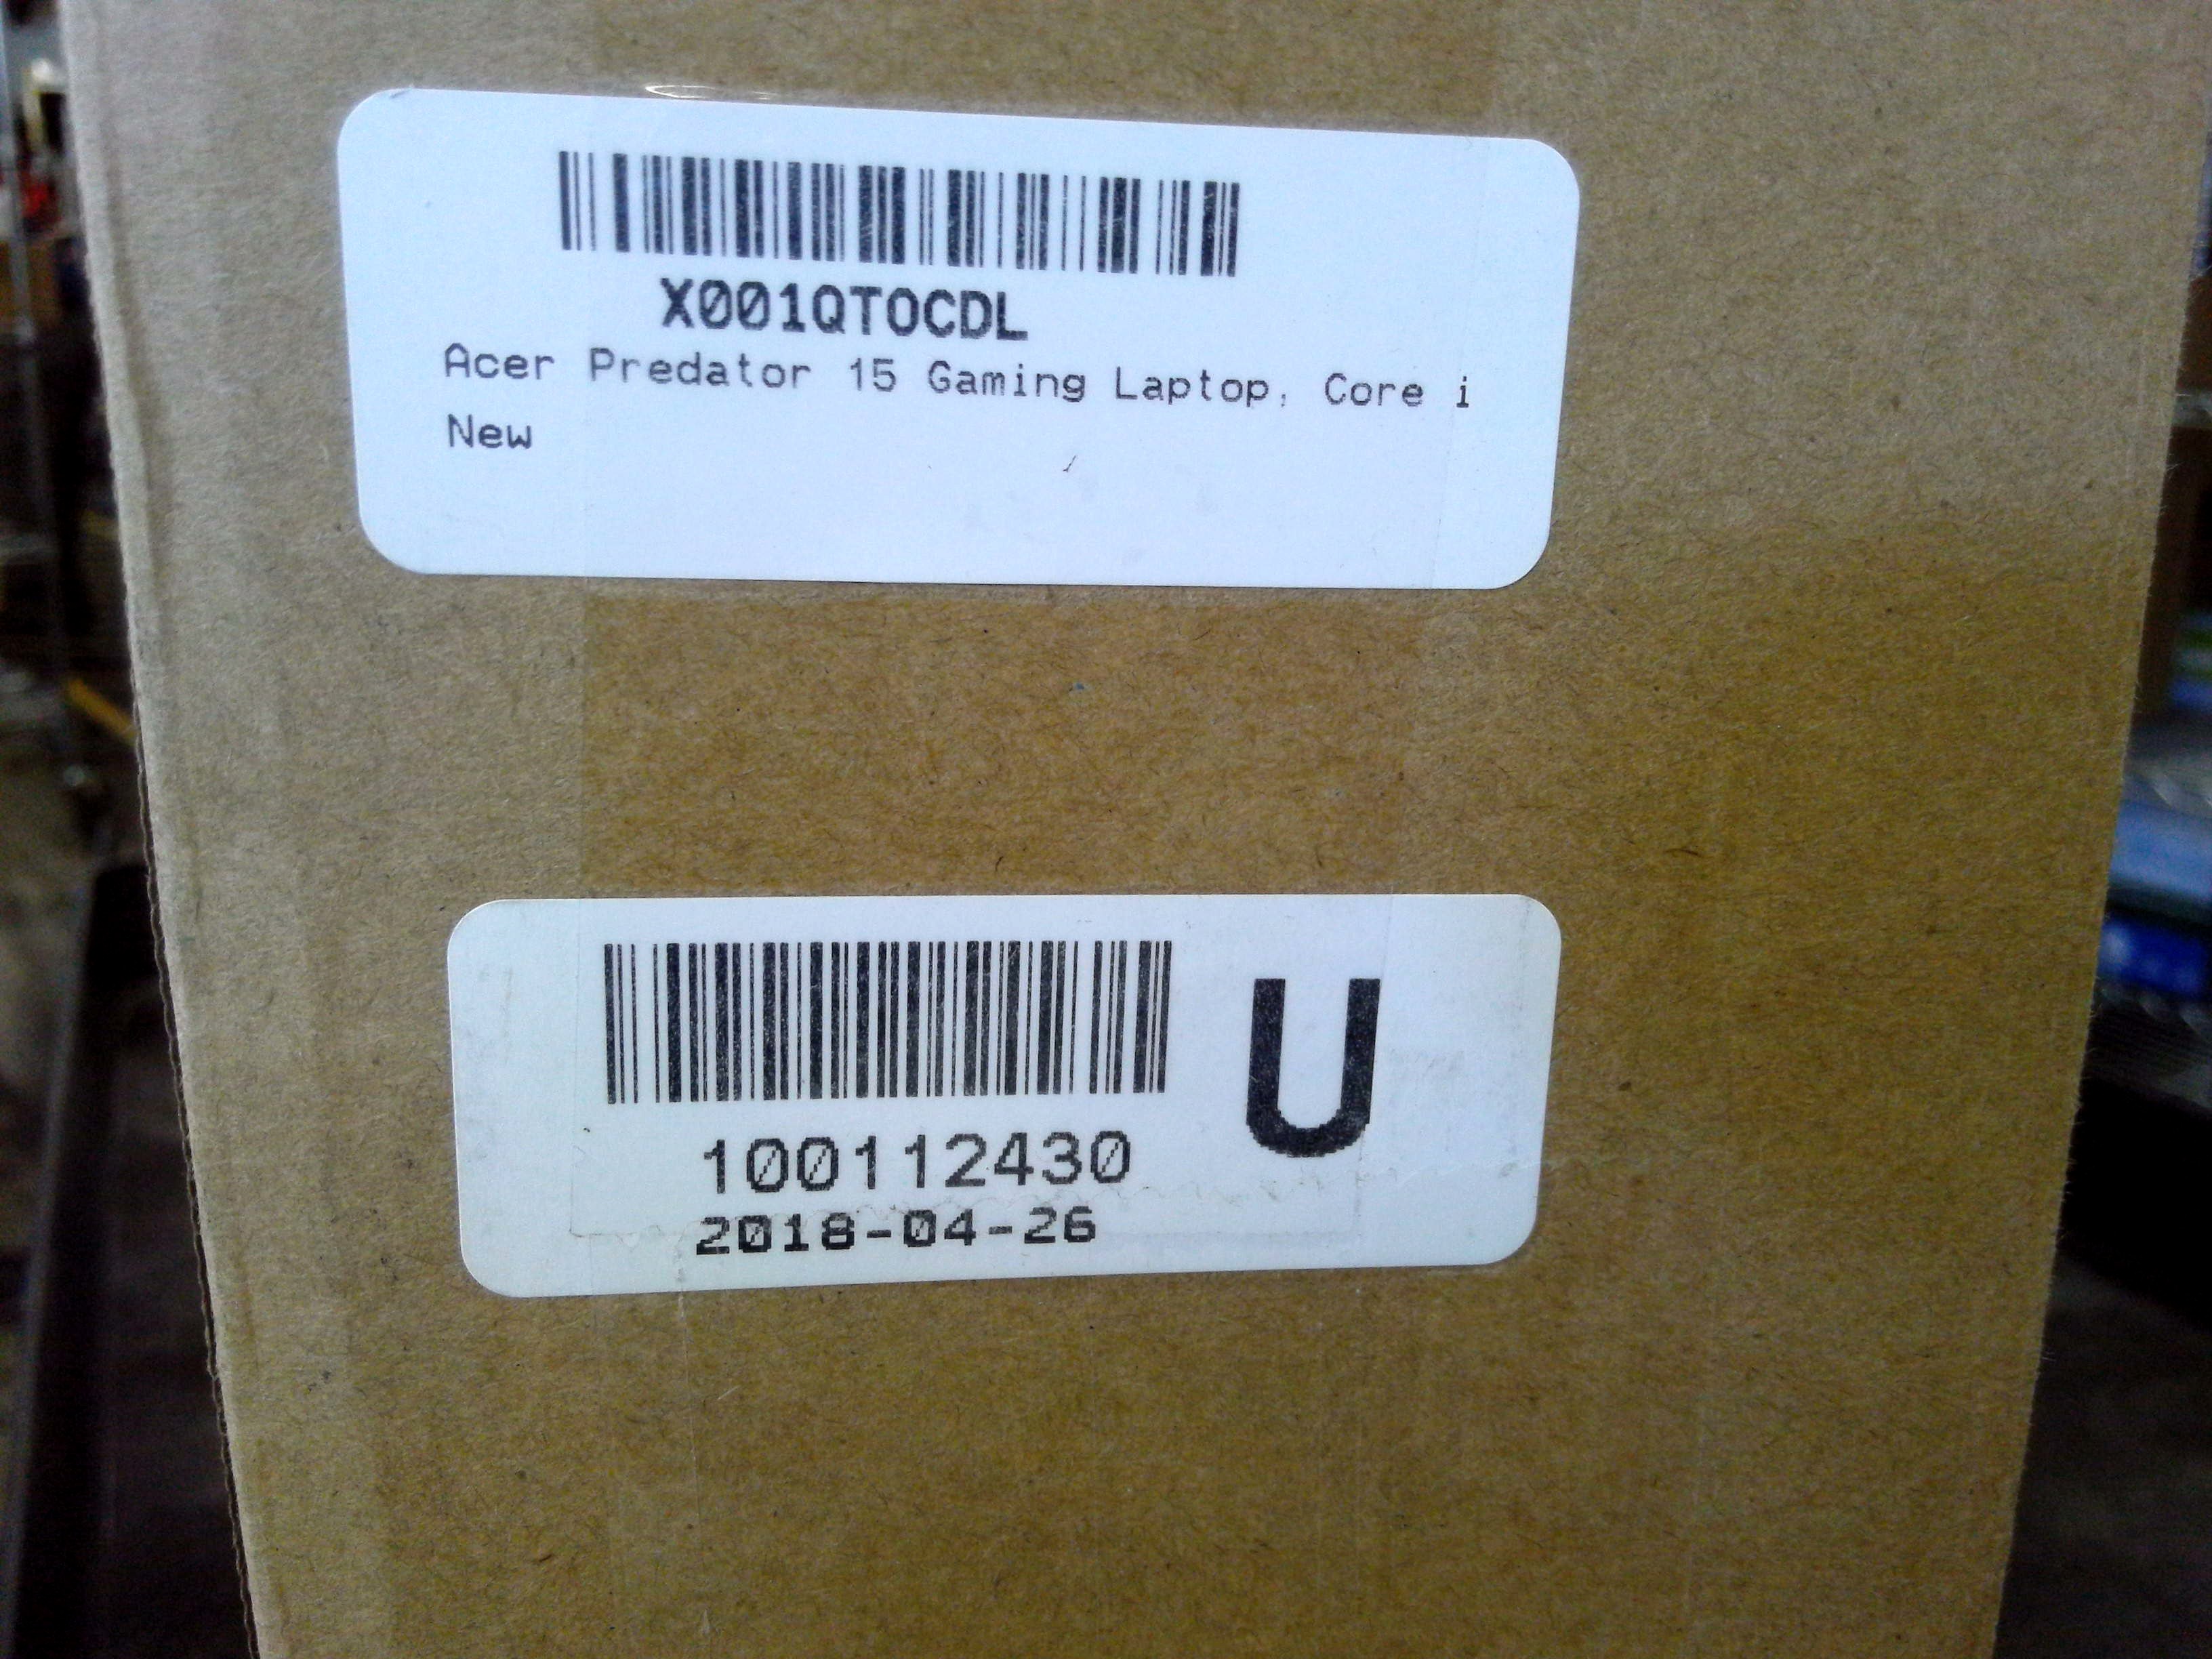 X001QTOCDL
Acer Predator 15 Gaming Laptop, Core i
New
100112430
U
2018-04-26